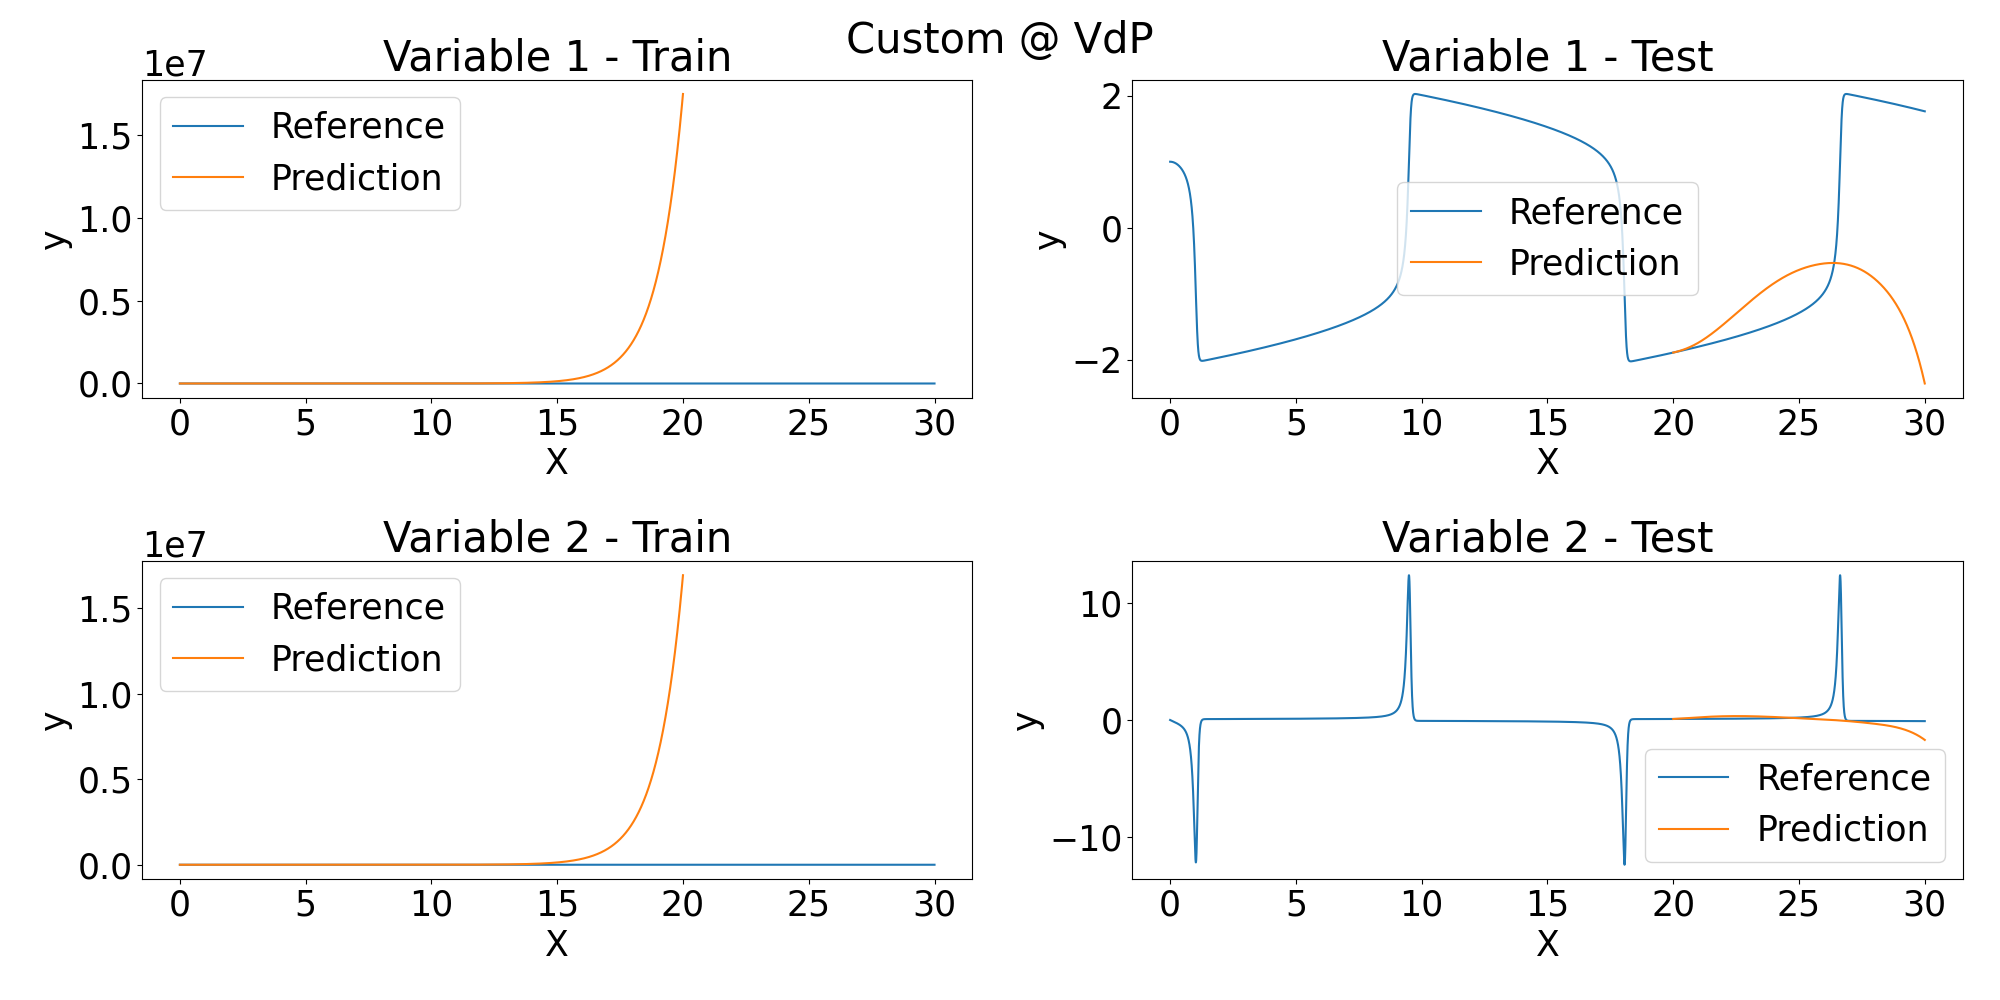 Custom @ VdP
Variable 1 - Train
1e7
1.5
1.0
0.5
0.0
y
Reference
Prediction
0 5 10 15 20 25 30
X
Variable 1 - Test
2
0
−2
y
Reference
Prediction
0 5 10 15 20 25 30
X
Variable 2 - Train
1e7
1.5
1.0
0.5
0.0
y
Reference
Prediction
0 5 10 15 20 25 30
X
Variable 2 - Test
10
0
−10
y
Reference
Prediction
0 5 10 15 20 25 30
X